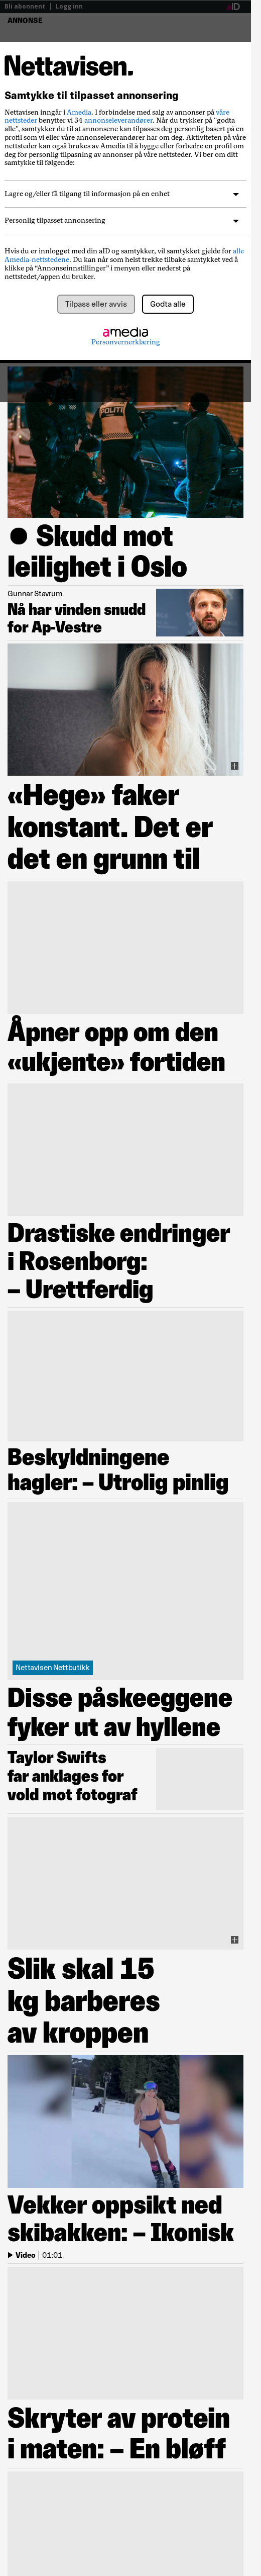 Bli abonnent | Logg inn
aID
ANNONSE
Nettavisen.
Samtykke til tilpasset annonsering
Nettavisen inngår i Amedia. I forbindelse med salg av annonser på våre
nettsteder benytter vi 34 annonseleverandører. Når du trykker på "godta
alle", samtykker du til at annonsene kan tilpasses deg personlig basert på en
profil som vi eller våre annonseleverandører har om deg. Aktiviteten på våre
nettsteder kan også brukes av Amedia til å bygge eller forbedre en profil om
deg for personlig tilpasning av annonser på våre nettsteder. Vi ber om ditt
samtykke til følgende:
Lagre og/eller få tilgang til informasjon på en enhet
Personlig tilpasset annonsering
Hvis du er innlogget med din aID og samtykker, vil samtykket gjelde for alle
Amedia-nettstedene. Du kan når som helst trekke tilbake samtykket ved å
klikke på “Annonseinnstillinger” i menyen eller nederst på
nettstedet/appen du bruker.
Tilpass eller avvis Godta alle
amedia
Personvernerklæring
POLITI
● Skudd mot
leilighet i Oslo
Gunnar Stavrum
Nå har vinden snudd
for Ap-Vestre
«Hege» faker
konstant. Det er
det en grunn til
Åpner opp om den
«ukjente» fortiden
Drastiske endringer
i Rosenborg:
– Urettferdig
Beskyldningene
hagler: – Utrolig pinlig
Nettavisen Nettbutikk
Disse påskeeggene
fyker ut av hyllene
Taylor Swifts
far anklages for
vold mot fotograf
Slik skal 15
kg barberes
av kroppen
Vekker oppsikt ned
skibakken: – Ikonisk
Video | 01:01
Skryter av protein
i maten: – En bløff